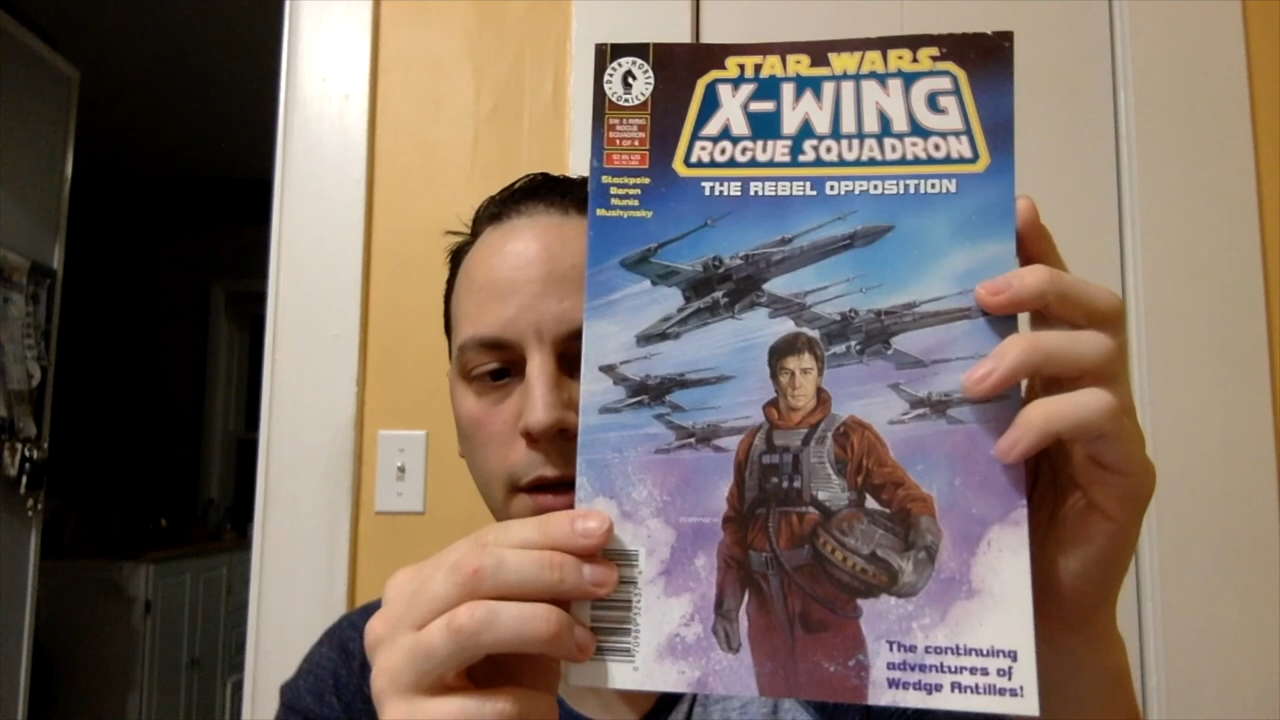 STAR WARS
X-WING
ROGUE SQUADRON
THE REBEL OPPOSITION
DARK HORSE COMICS
SW: X-WING
ROGUE
SQUADRON
1 OF 4
Stackpole
Baron
Nunis
Mushynsky
The continuing
adventures of
Wedge Antilles!